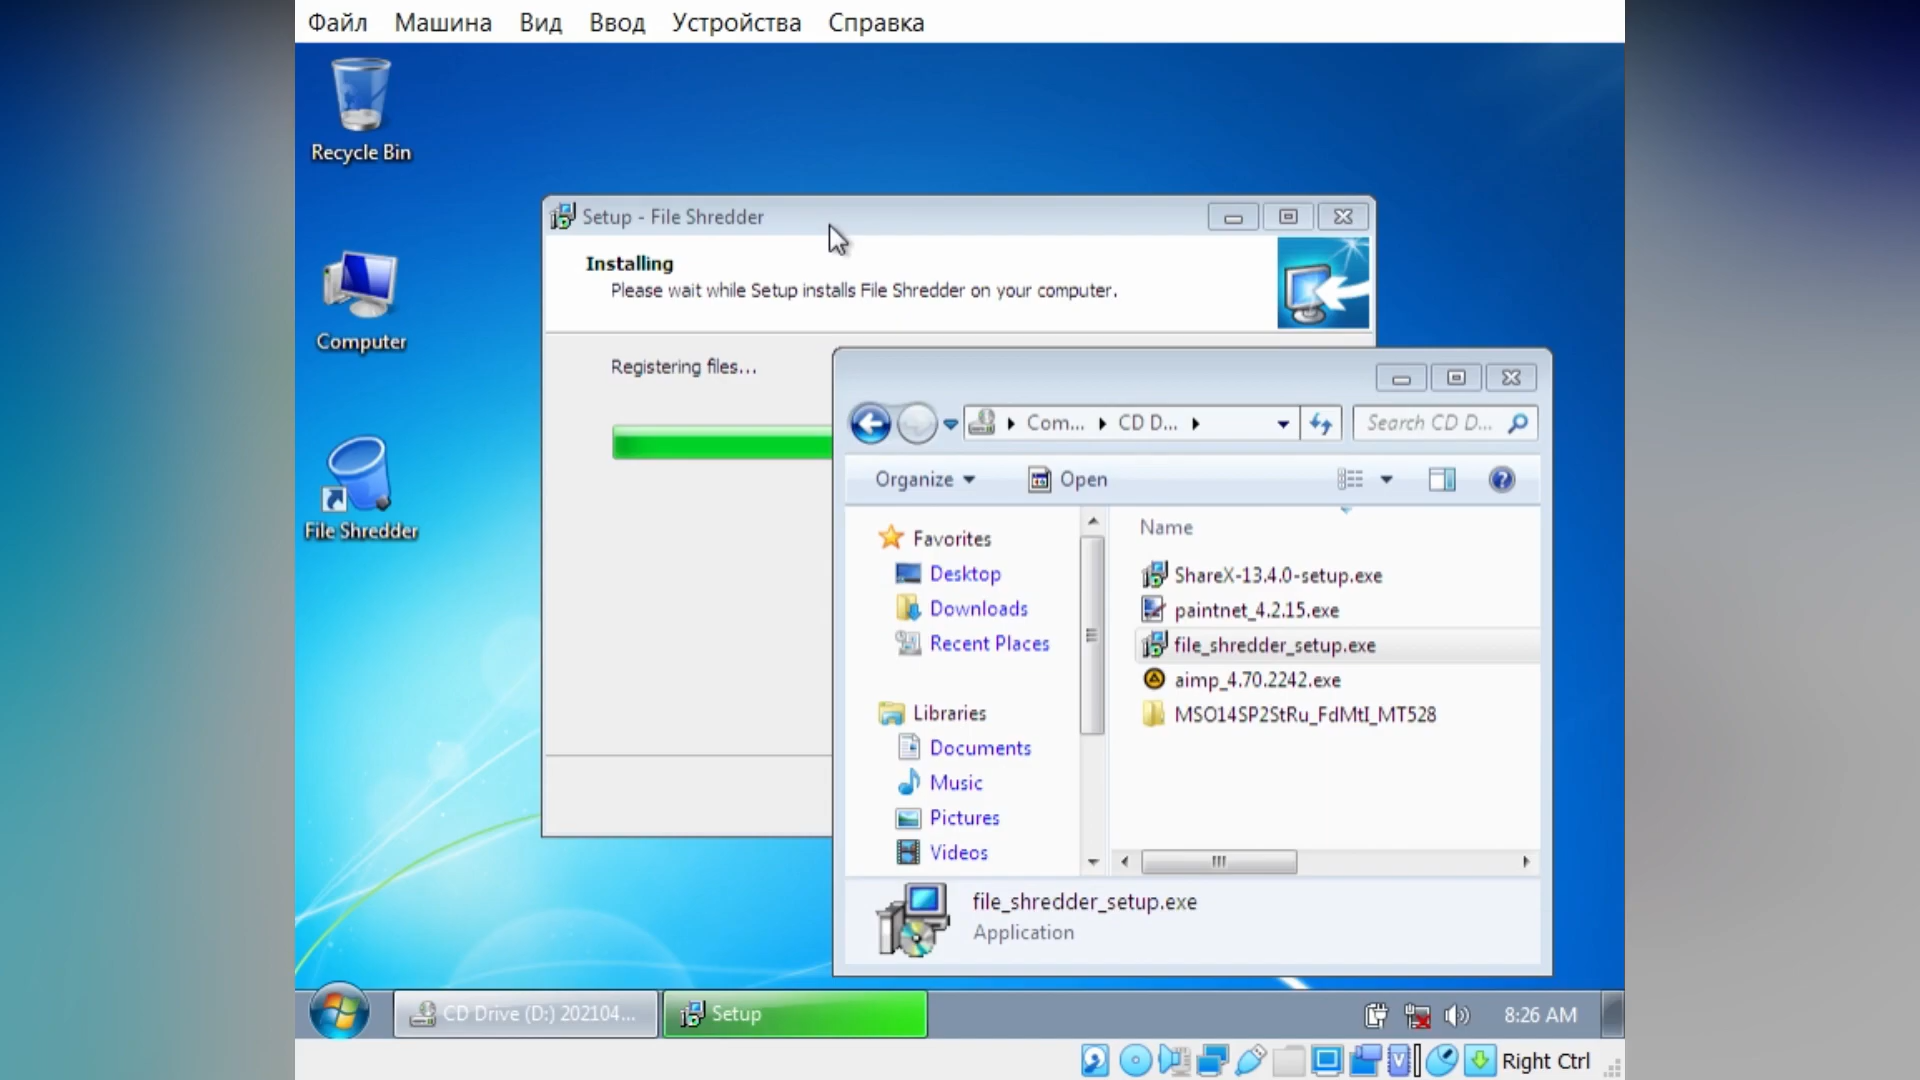 Файл Машина Вид Ввод Устройства Справка
Recycle Bin
Computer
File Shredder
Setup - File Shredder
Installing
Please wait while Setup installs File Shredder on your computer.
Registering files...
Com... CD D...
Search CD D...
Organize
Open
Favorites
Desktop
Downloads
Recent Places
Libraries
Documents
Music
Pictures
Videos
Name
ShareX-13.4.0-setup.exe
paintnet_4.2.15.exe
file_shredder_setup.exe
aimp_4.70.2242.exe
MSO14SP2StRu_FdMtI_MT528
file_shredder_setup.exe
Application
CD Drive (D:) 202104...
Setup
8:26 AM
Right Ctrl